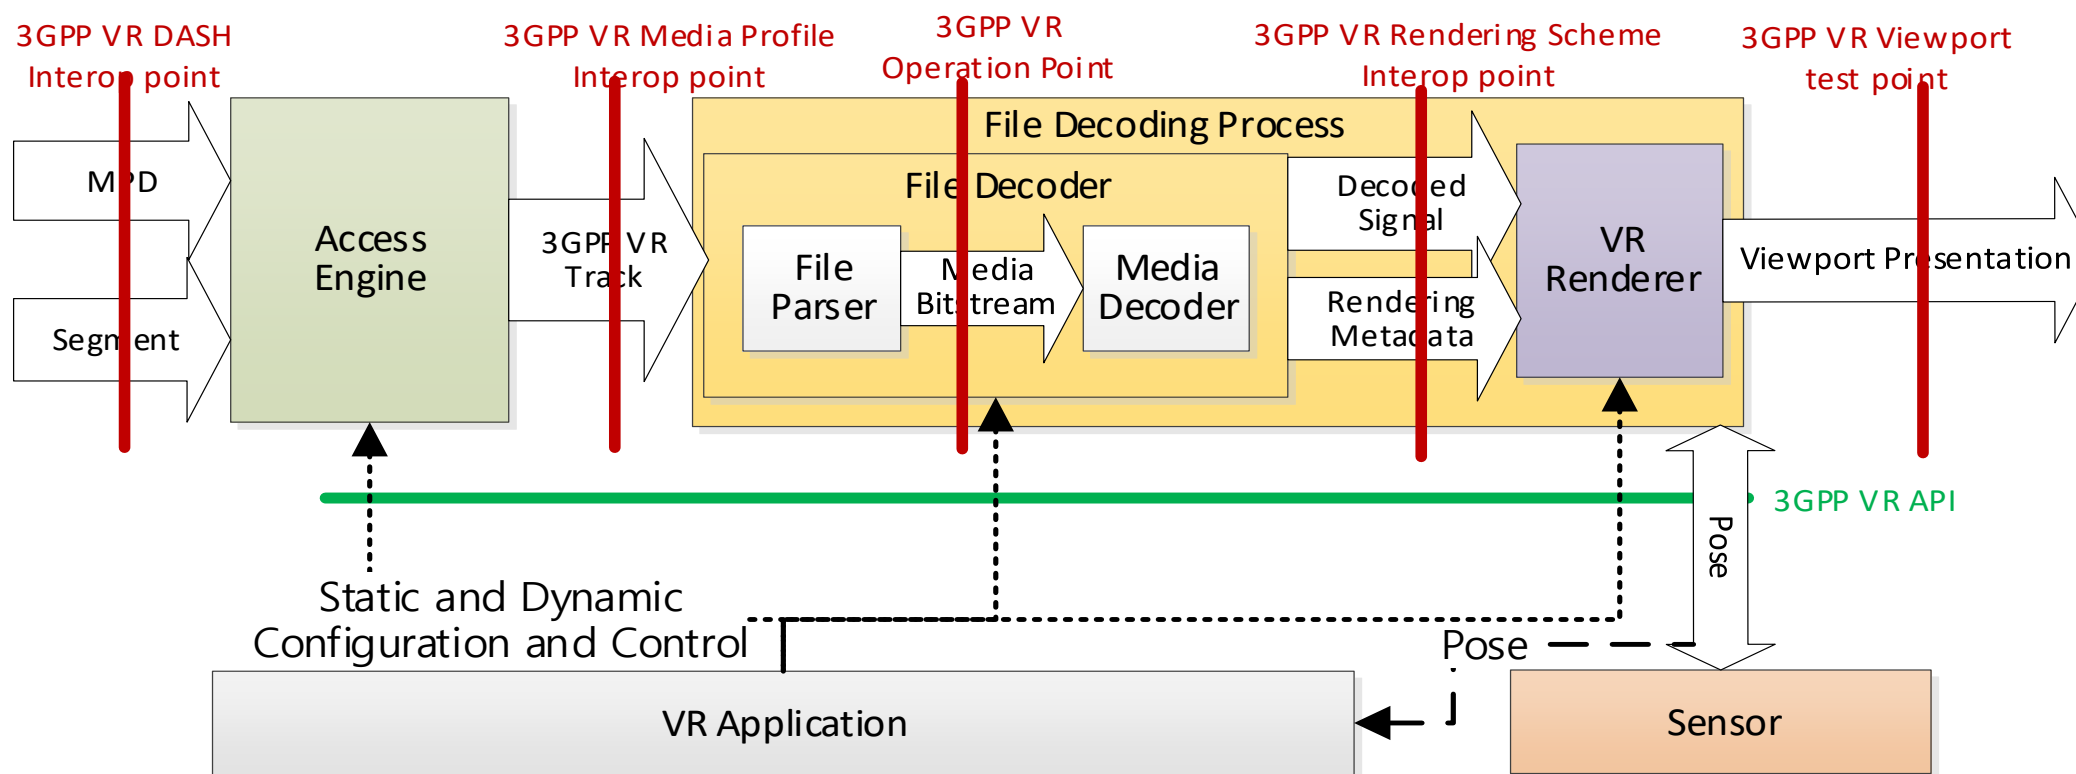 3GPP VR DASH
Interop point
3GPP VR Media Profile
Interop point
3GPP VR
Operation Point
3GPP VR Rendering Scheme
Interop point
3GPP VR Viewport
test point
File Decoding Process
MPD
Segment
Access
Engine
3GPP VR
Track
File Decoder
File
Parser
Media
Bitstream
Media
Decoder
Decoded
Signal
Rendering
Metadata
VR
Renderer
Viewport Presentation
3GPP VR API
Pose
Static and Dynamic
Configuration and Control
Pose
VR Application
Sensor